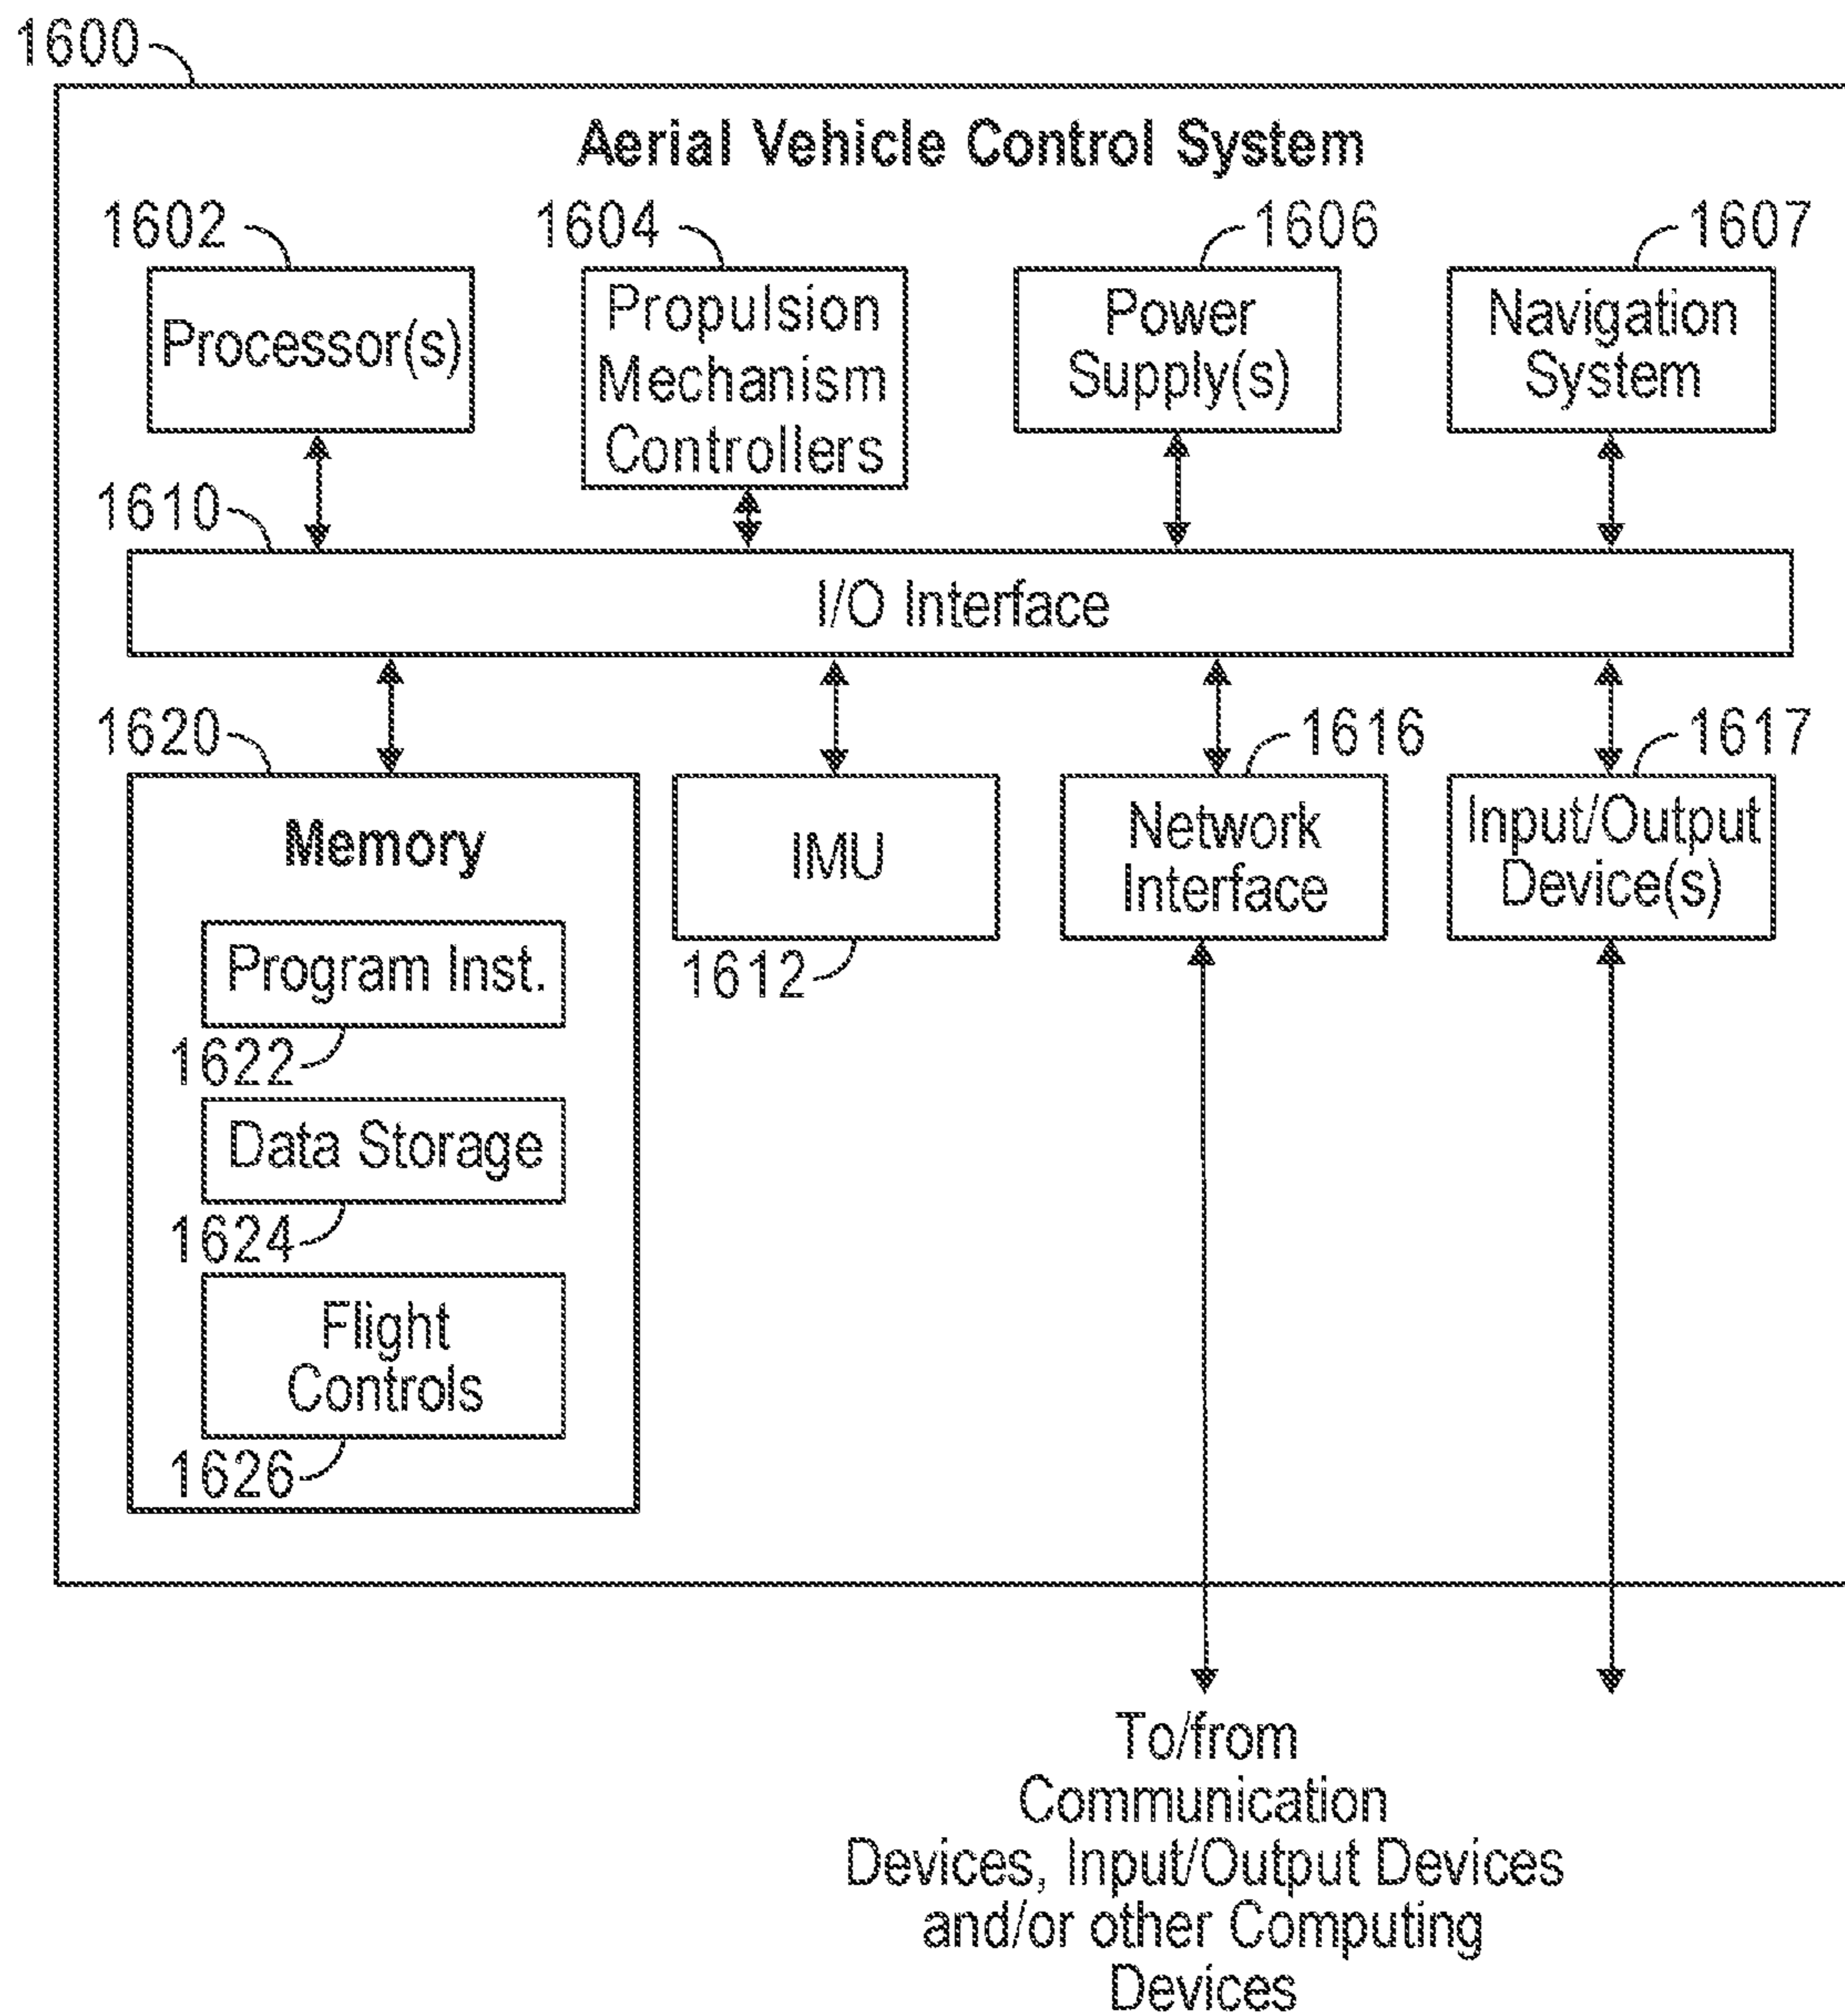 1600
Aerial Vehicle Control System
1602
1604
1606
1607
Processor(s)
Propulsion
Mechanism
Controllers
Power
Supply(s)
Navigation
System
1610
I/O Interface
1620
1616
1617
Memory
IMU
Network
Interface
Input/Output
Device(s)
1612
Program Inst.
1622
Data Storage
1624
Flight
Controls
1626
To/from
Communication
Devices, Input/Output Devices
and/or other Computing
Devices